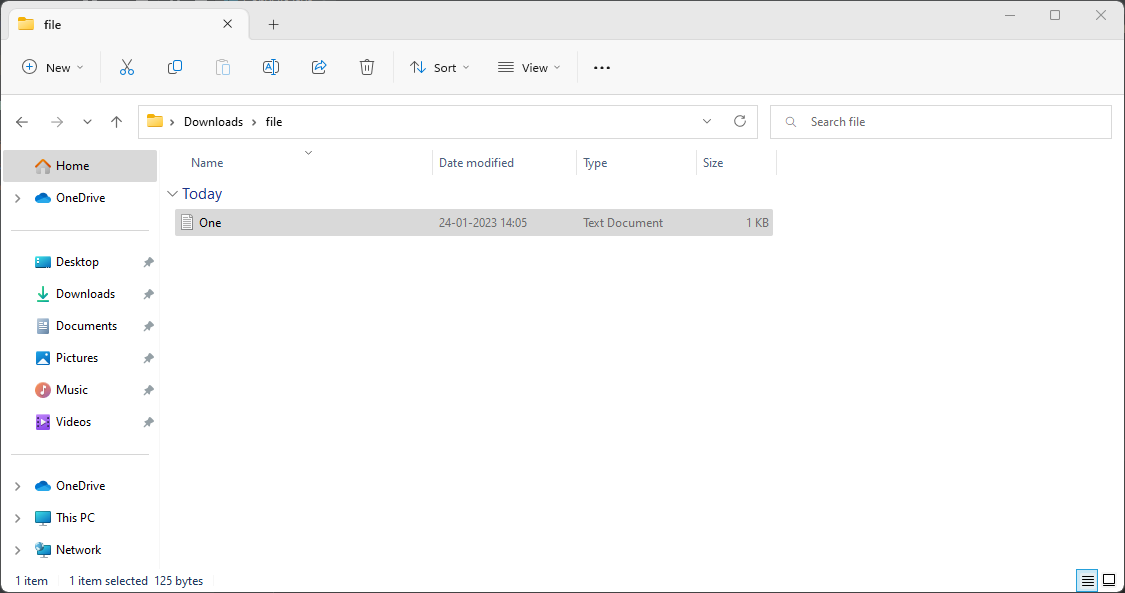 file
New
Sort
View
Downloads
file
Search file
Name
Date modified
Type
Size
Today
One
24-01-2023 14:05
Text Document
1 KB
Home
OneDrive
Desktop
Downloads
Documents
Pictures
Music
Videos
OneDrive
This PC
Network
1 item
1 item selected 125 bytes